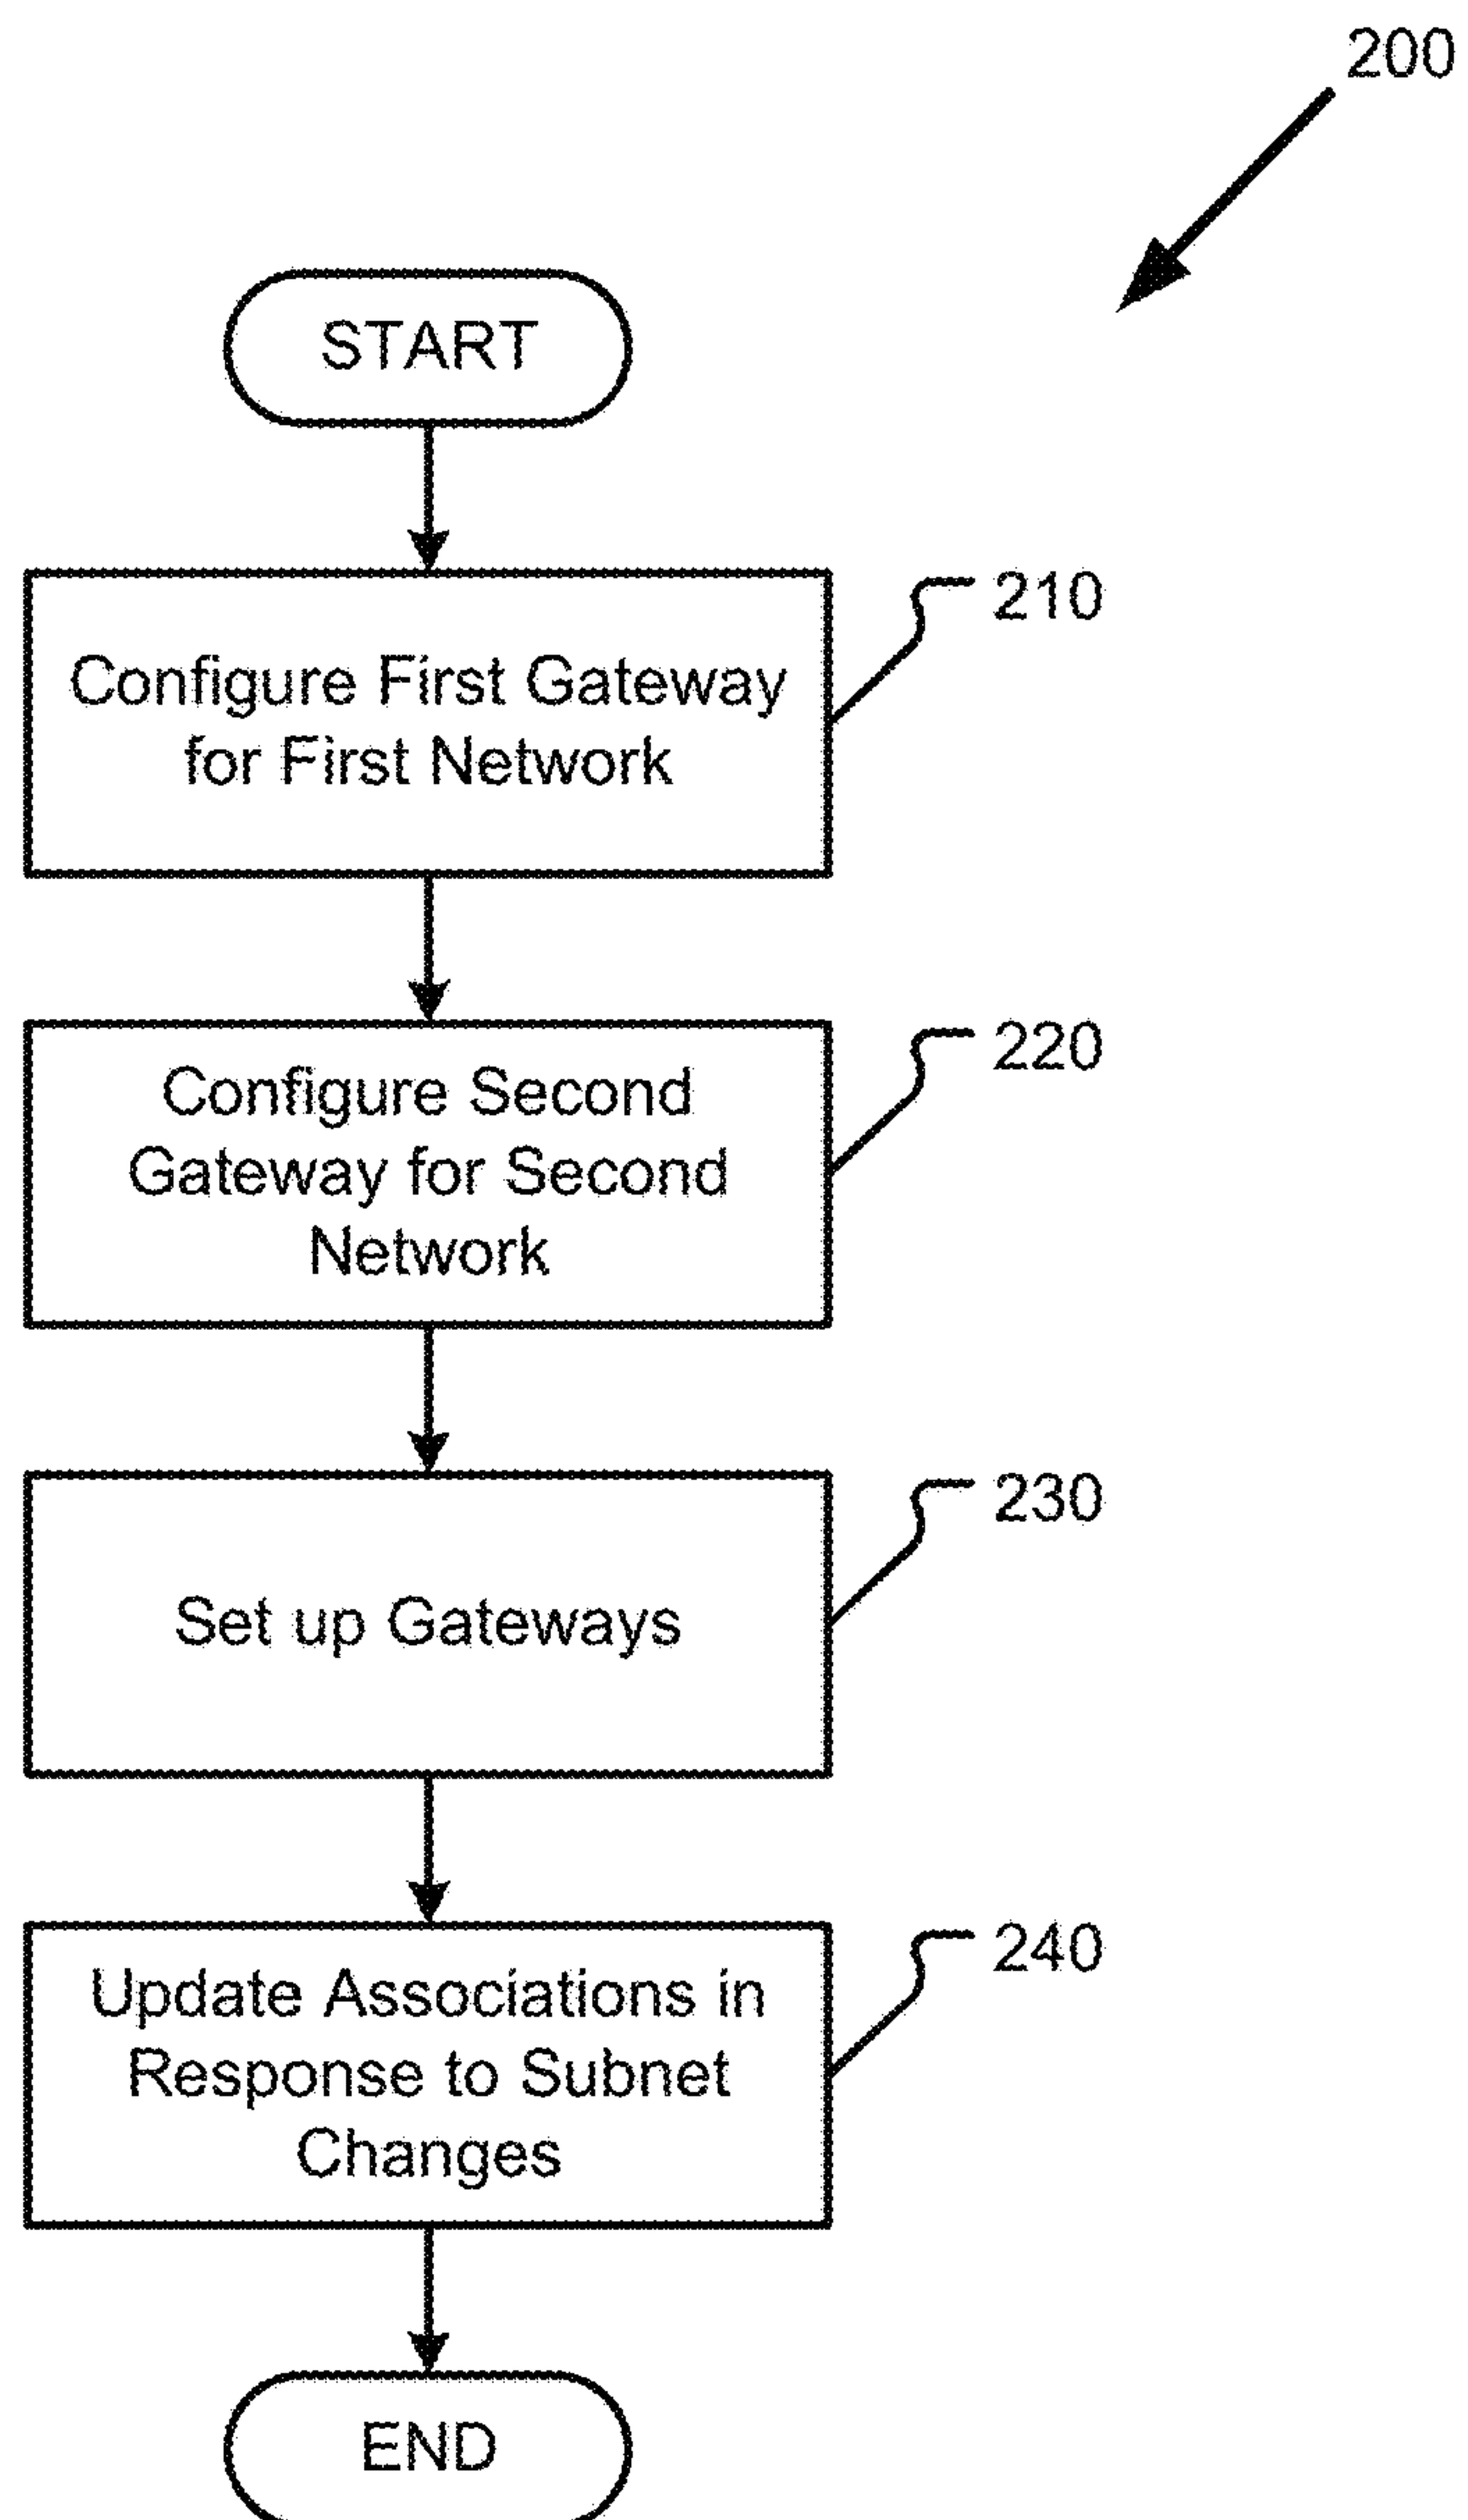 200
START
210
Configure First Gateway
for First Network
220
Configure Second
Gateway for Second
Network
230
Set up Gateways
240
Update Associations in
Response to Subnet
Changes
END